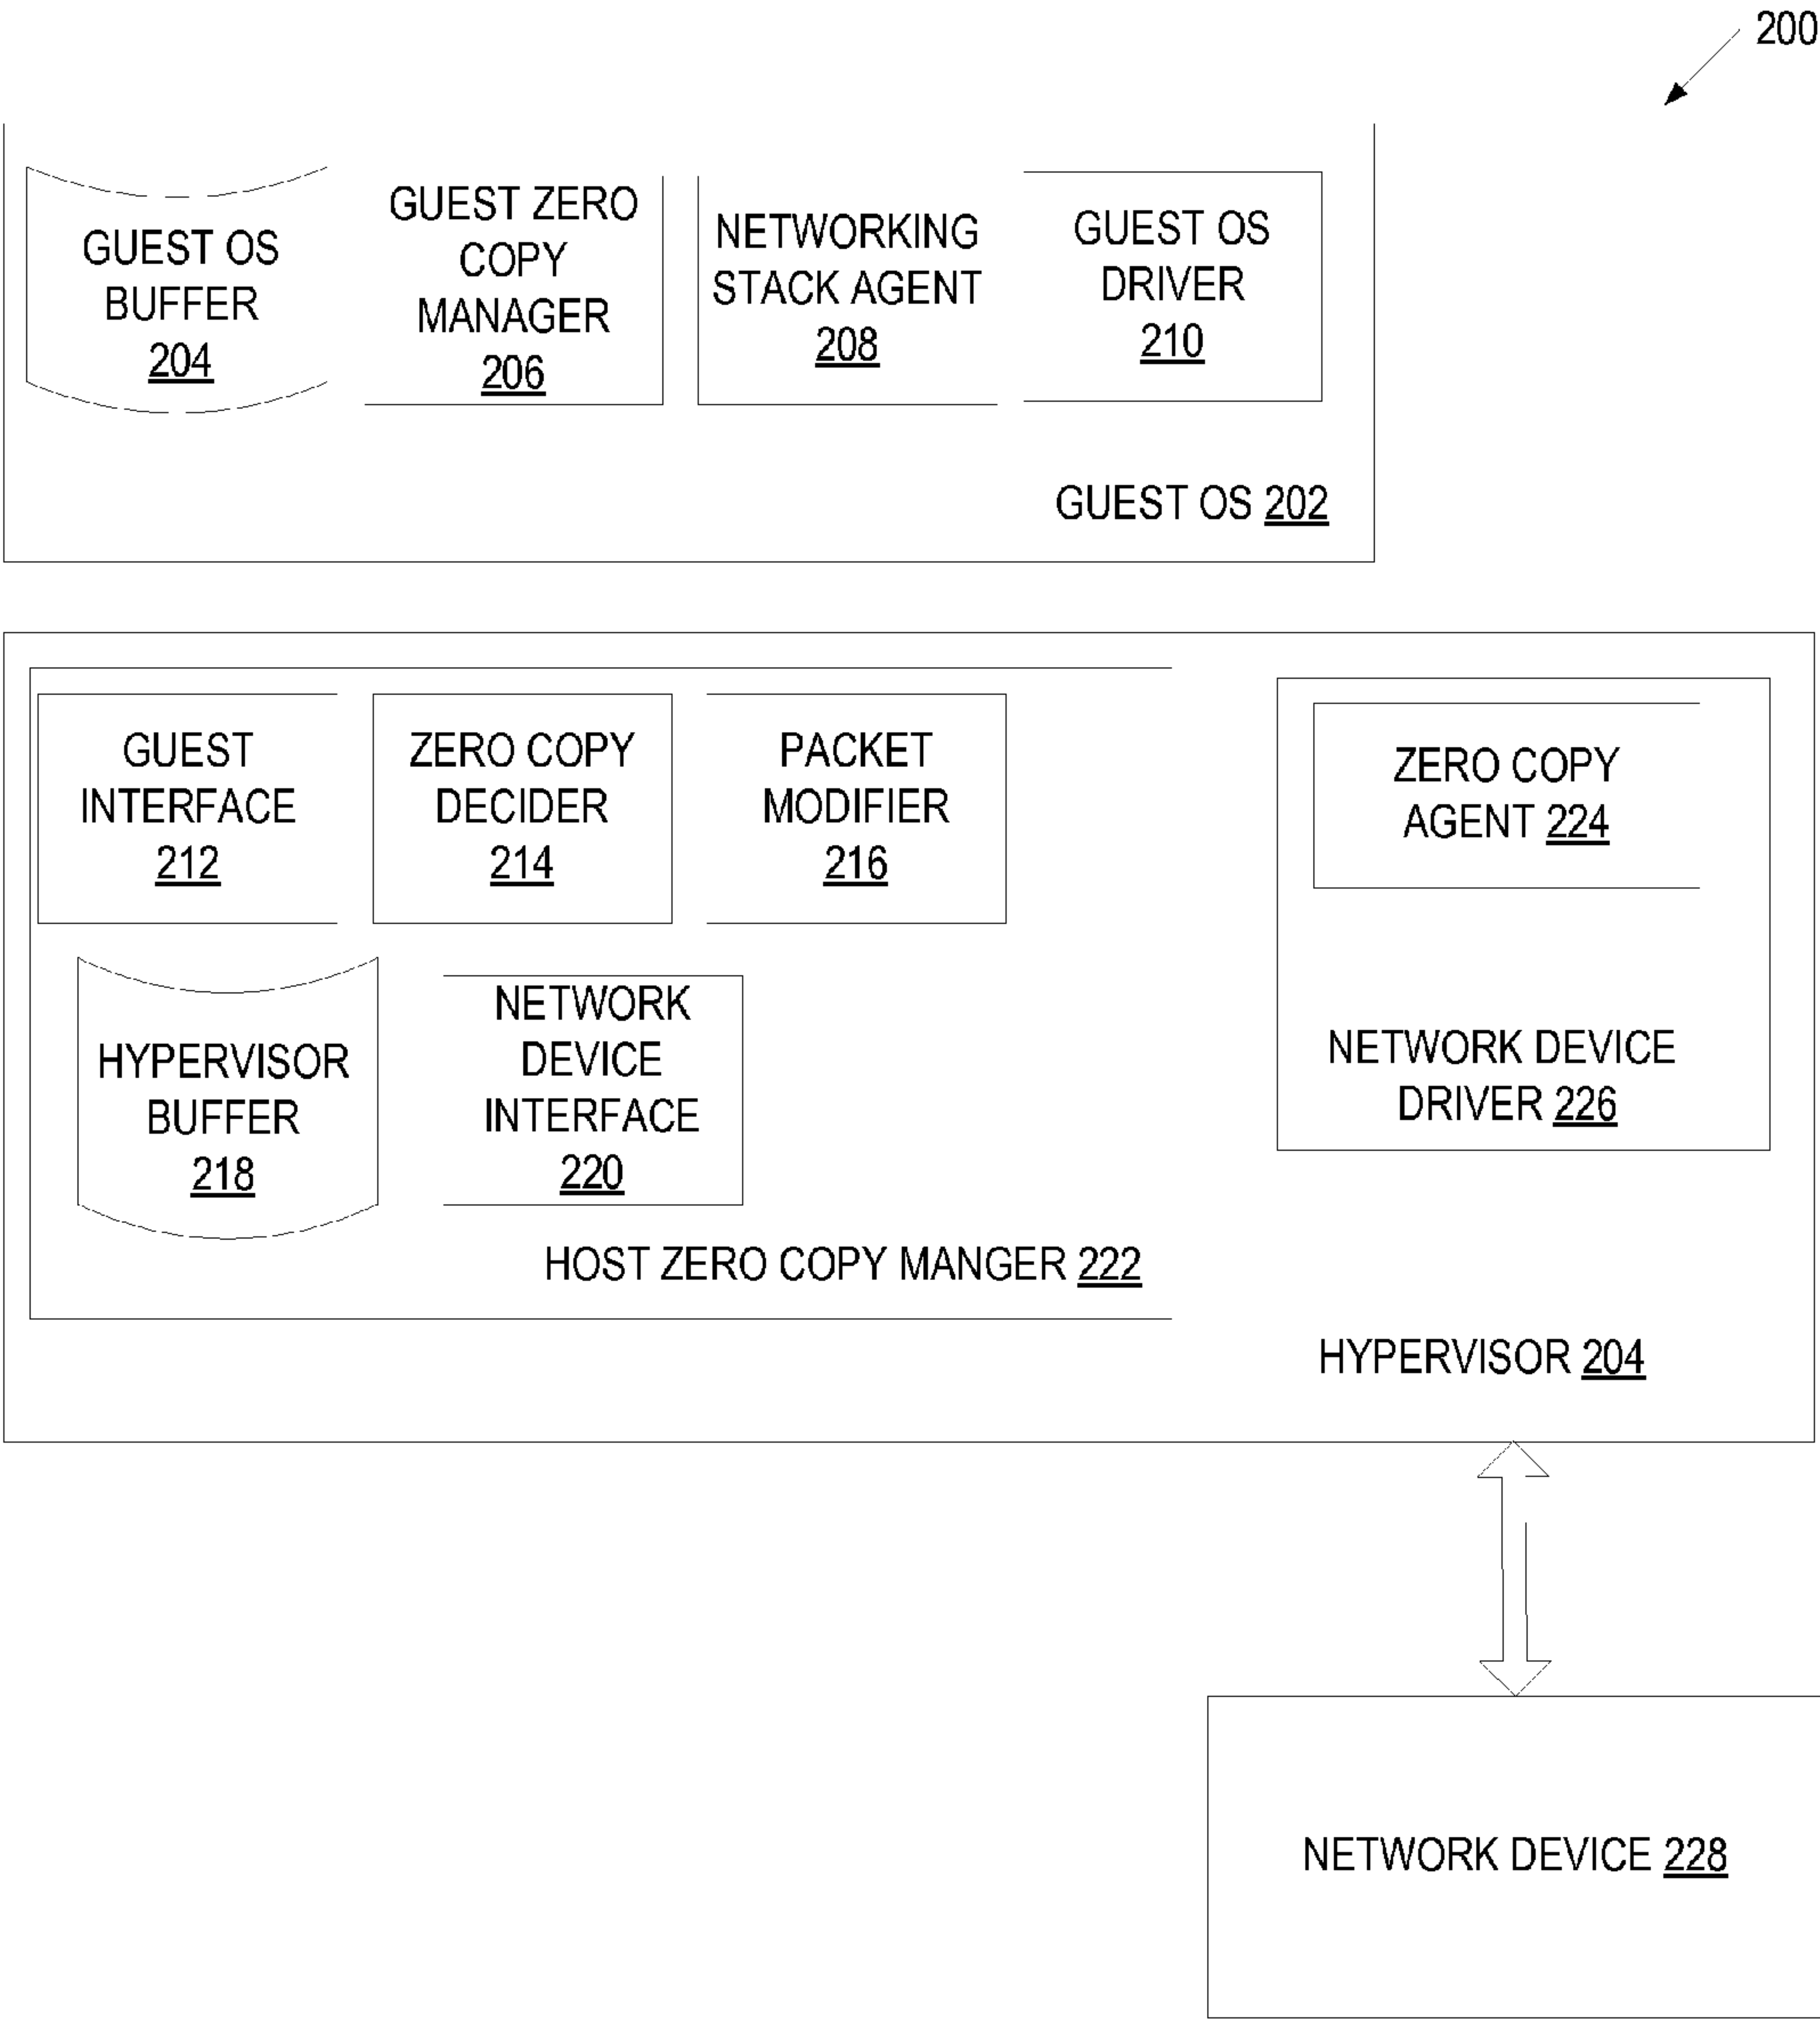 200
GUEST OS
BUFFER
204
GUEST ZERO
COPY
MANAGER
206
NETWORKING
STACK AGENT
208
GUEST OS
DRIVER
210
GUEST OS 202
GUEST
INTERFACE
212
ZERO COPY
DECIDER
214
PACKET
MODIFIER
216
ZERO COPY
AGENT 224
HYPERVISOR
BUFFER
218
NETWORK
DEVICE
INTERFACE
220
NETWORK DEVICE
DRIVER 226
HOST ZERO COPY MANGER 222
HYPERVISOR 204
NETWORK DEVICE 228